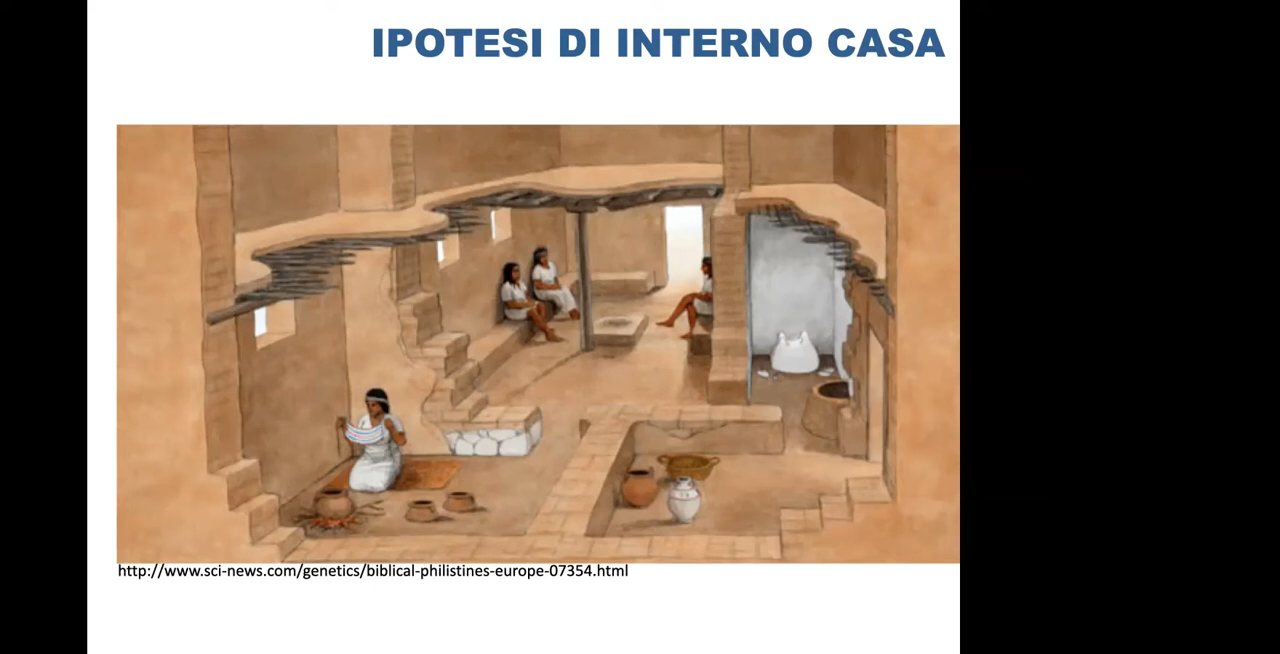 IPOTESI DI INTERNO CASA
http://www.sci-news.com/genetics/biblical-philistines-europe-07354.html